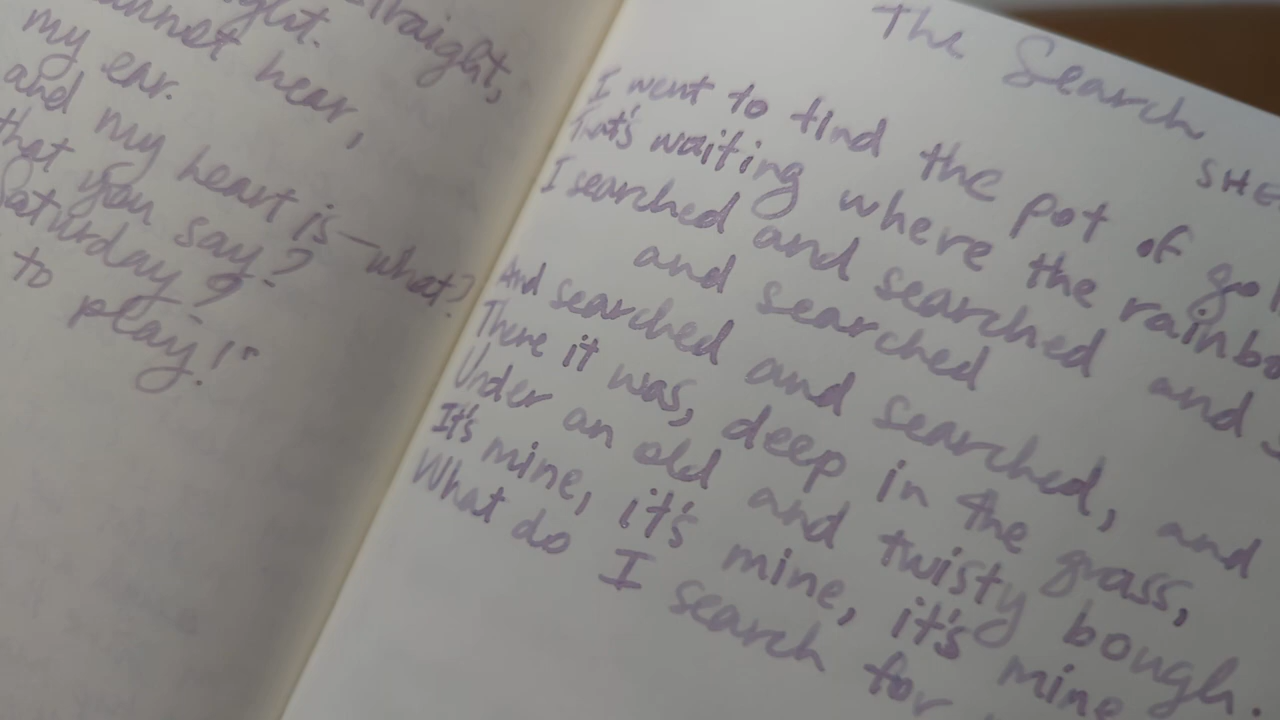 straight,
cannot hear,
my ear.
and my heart is—what?
that you say?
Saturday?
to play!"
The Search
SHE
I went to find the pot of gol
That's waiting where the rainbo
I searched and searched and s
and searched
And searched and searched, and
There it was, deep in the grass,
Under an old and twisty bough.
It's mine, it's mine, it's mine
What do I search for